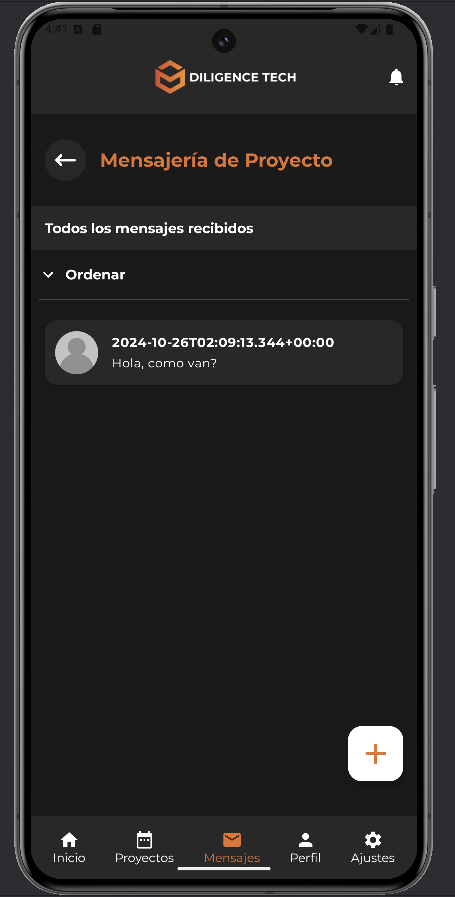 4:41
DILIGENCE TECH
Mensajería de Proyecto
Todos los mensajes recibidos
Ordenar
2024-10-26T02:09:13.344+00:00
Hola, como van?
Inicio
Proyectos
Mensajes
Perfil
Ajustes